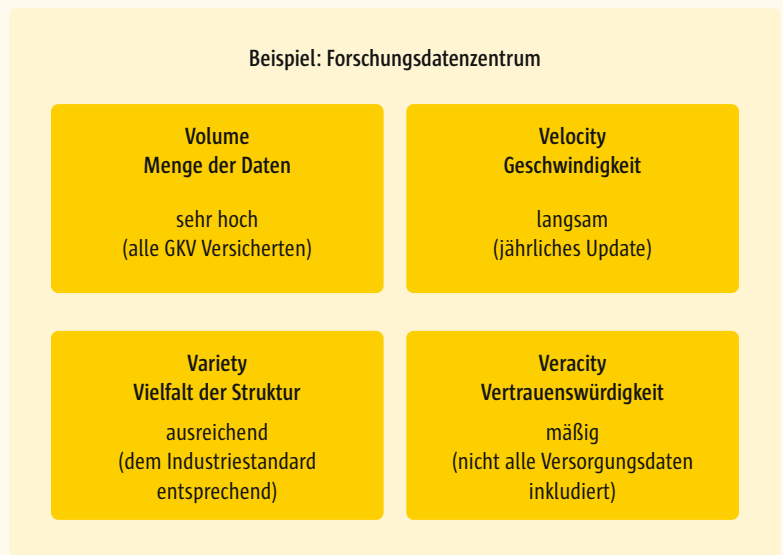 Beispiel: Forschungsdatenzentrum
Volume
Menge der Daten
sehr hoch
(alle GKV Versicherten)
Velocity
Geschwindigkeit
langsam
(jährliches Update)
Variety
Vielfalt der Struktur
ausreichend
(dem Industriestandard
entsprechend)
Veracity
Vertrauenswürdigkeit
mäßig
(nicht alle Versorgungsdaten
inkludiert)